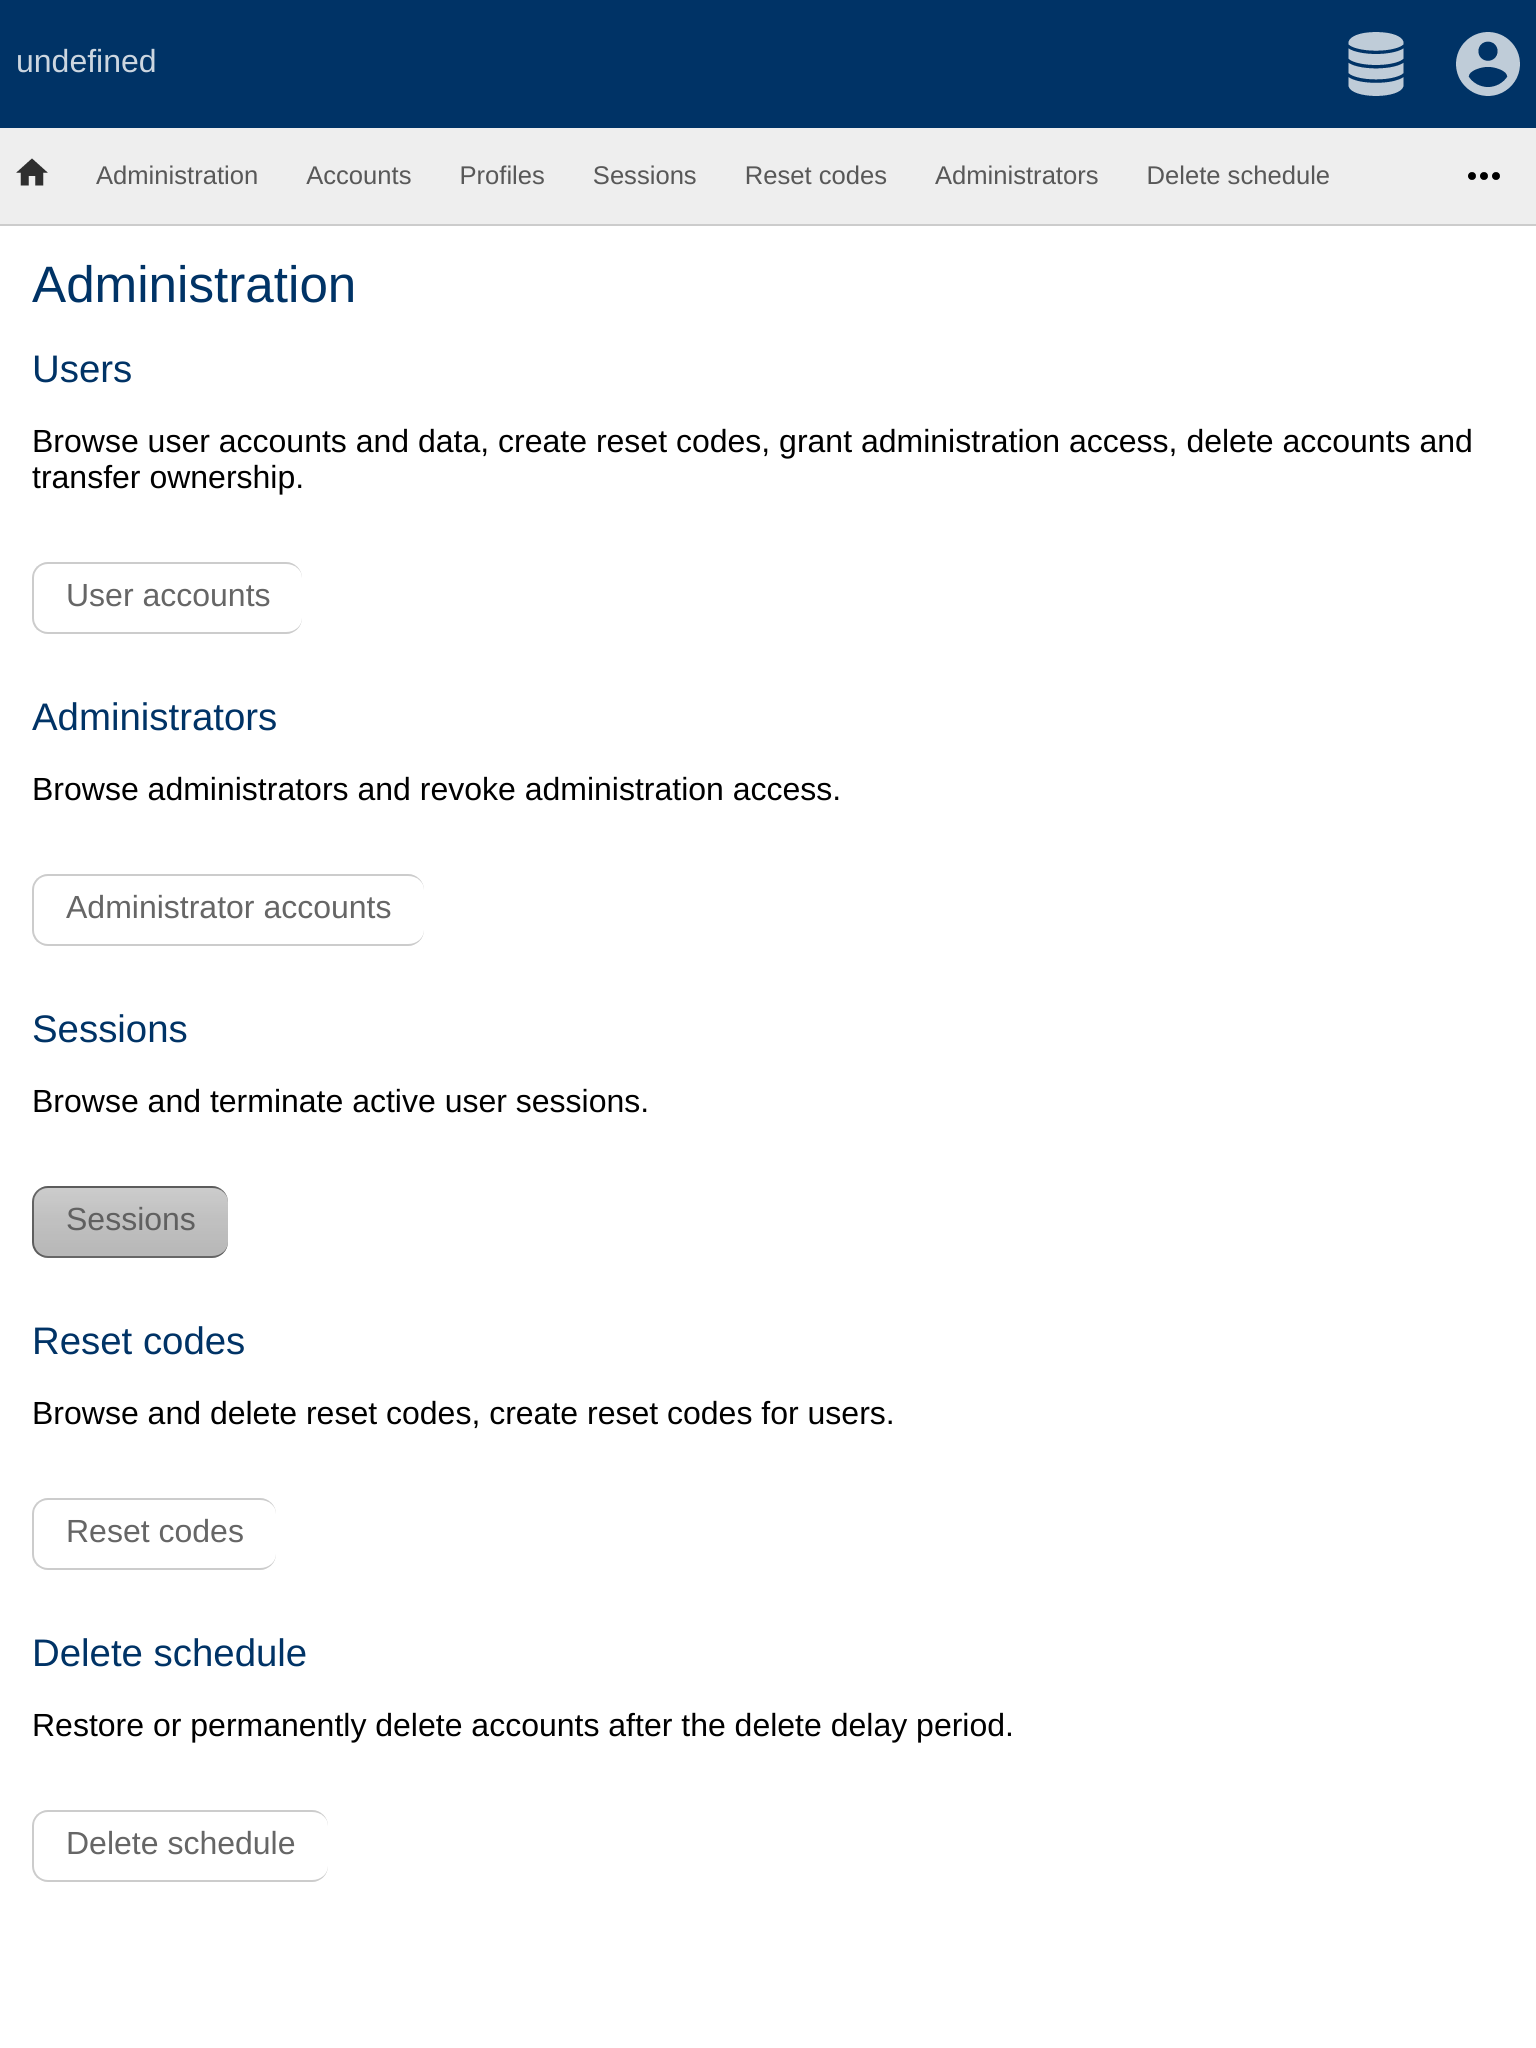 undefined
Administration Accounts Profiles Sessions Reset codes Administrators Delete schedule
Administration
Users
Browse user accounts and data, create reset codes, grant administration access, delete accounts and
transfer ownership.
User accounts
Administrators
Browse administrators and revoke administration access.
Administrator accounts
Sessions
Browse and terminate active user sessions.
Sessions
Reset codes
Browse and delete reset codes, create reset codes for users.
Reset codes
Delete schedule
Restore or permanently delete accounts after the delete delay period.
Delete schedule